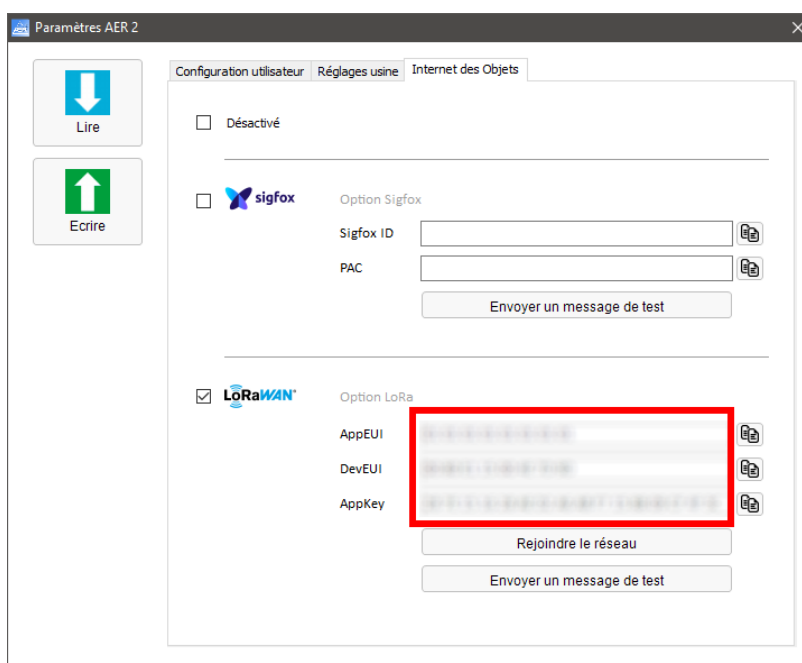 Paramètres AER 2
Configuration utilisateur Réglages usine Internet des Objets
Lire
Désactivé
Ecrire
sigfox Option Sigfox
Sigfox ID
PAC
Envoyer un message de test
LoRaWAN Option LoRa
AppEUI
DevEUI
AppKey
Rejoindre le réseau
Envoyer un message de test